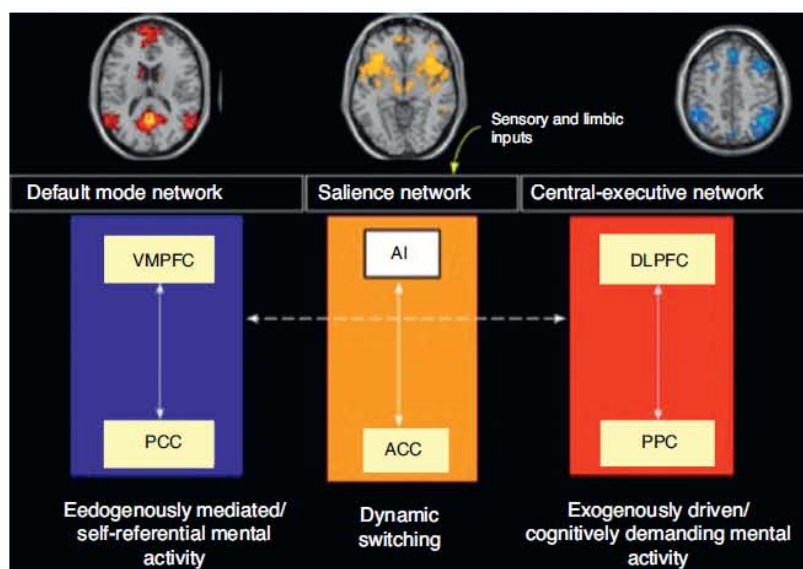 Sensory and limbic
inputs
Default mode network
Salience network
Central-executive network
VMPFC
AI
DLPFC
PCC
ACC
PPC
Eedogenously mediated/
self-referential mental
activity
Dynamic
switching
Exogenously driven/
cognitively demanding mental
activity